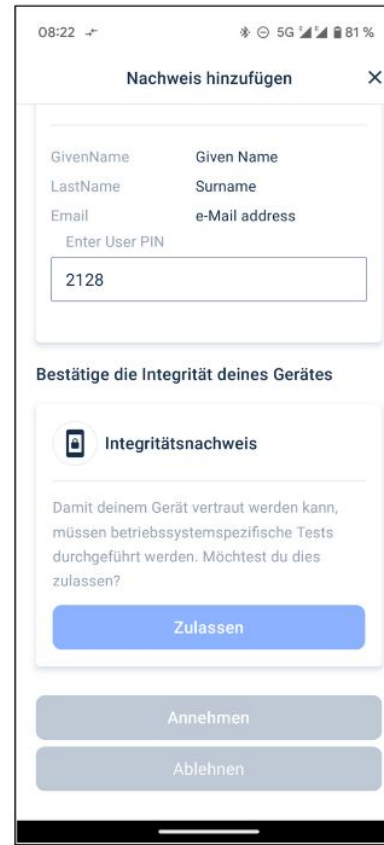 08:22 5G 81 %
Nachweis hinzufügen
GivenName Given Name
LastName Surname
Email e-Mail address
Enter User PIN
2128
Bestätige die Integrität deines Gerätes
Integritätsnachweis
Damit deinem Gerät vertraut werden kann,
müssen betriebssystemspezifische Tests
durchgeführt werden. Möchtest du dies
zulassen?
Zulassen
Annehmen
Ablehnen